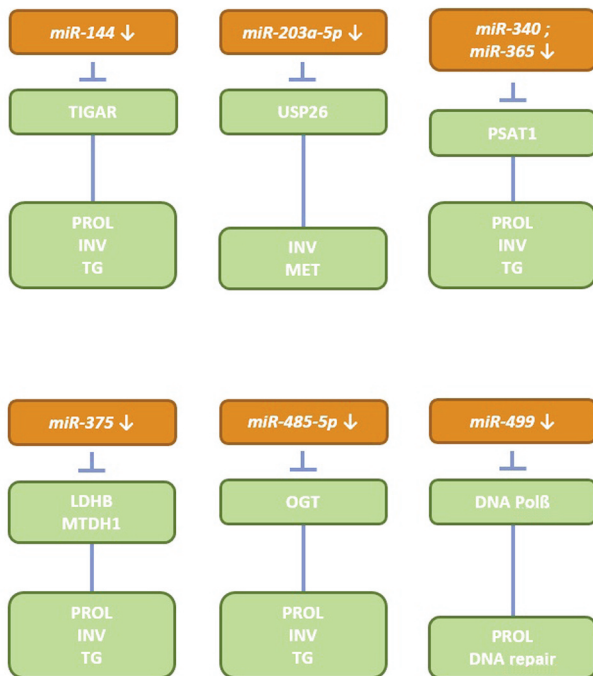 miR-144 ↓
TIGAR
PROL
INV
TG
miR-203a-5p ↓
USP26
INV
MET
miR-340 ;
miR-365 ↓
PSAT1
PROL
INV
TG
miR-375 ↓
LDHB
MTDH1
PROL
INV
TG
miR-485-5p ↓
OGT
PROL
INV
TG
miR-499 ↓
DNA Polß
PROL
DNA repair